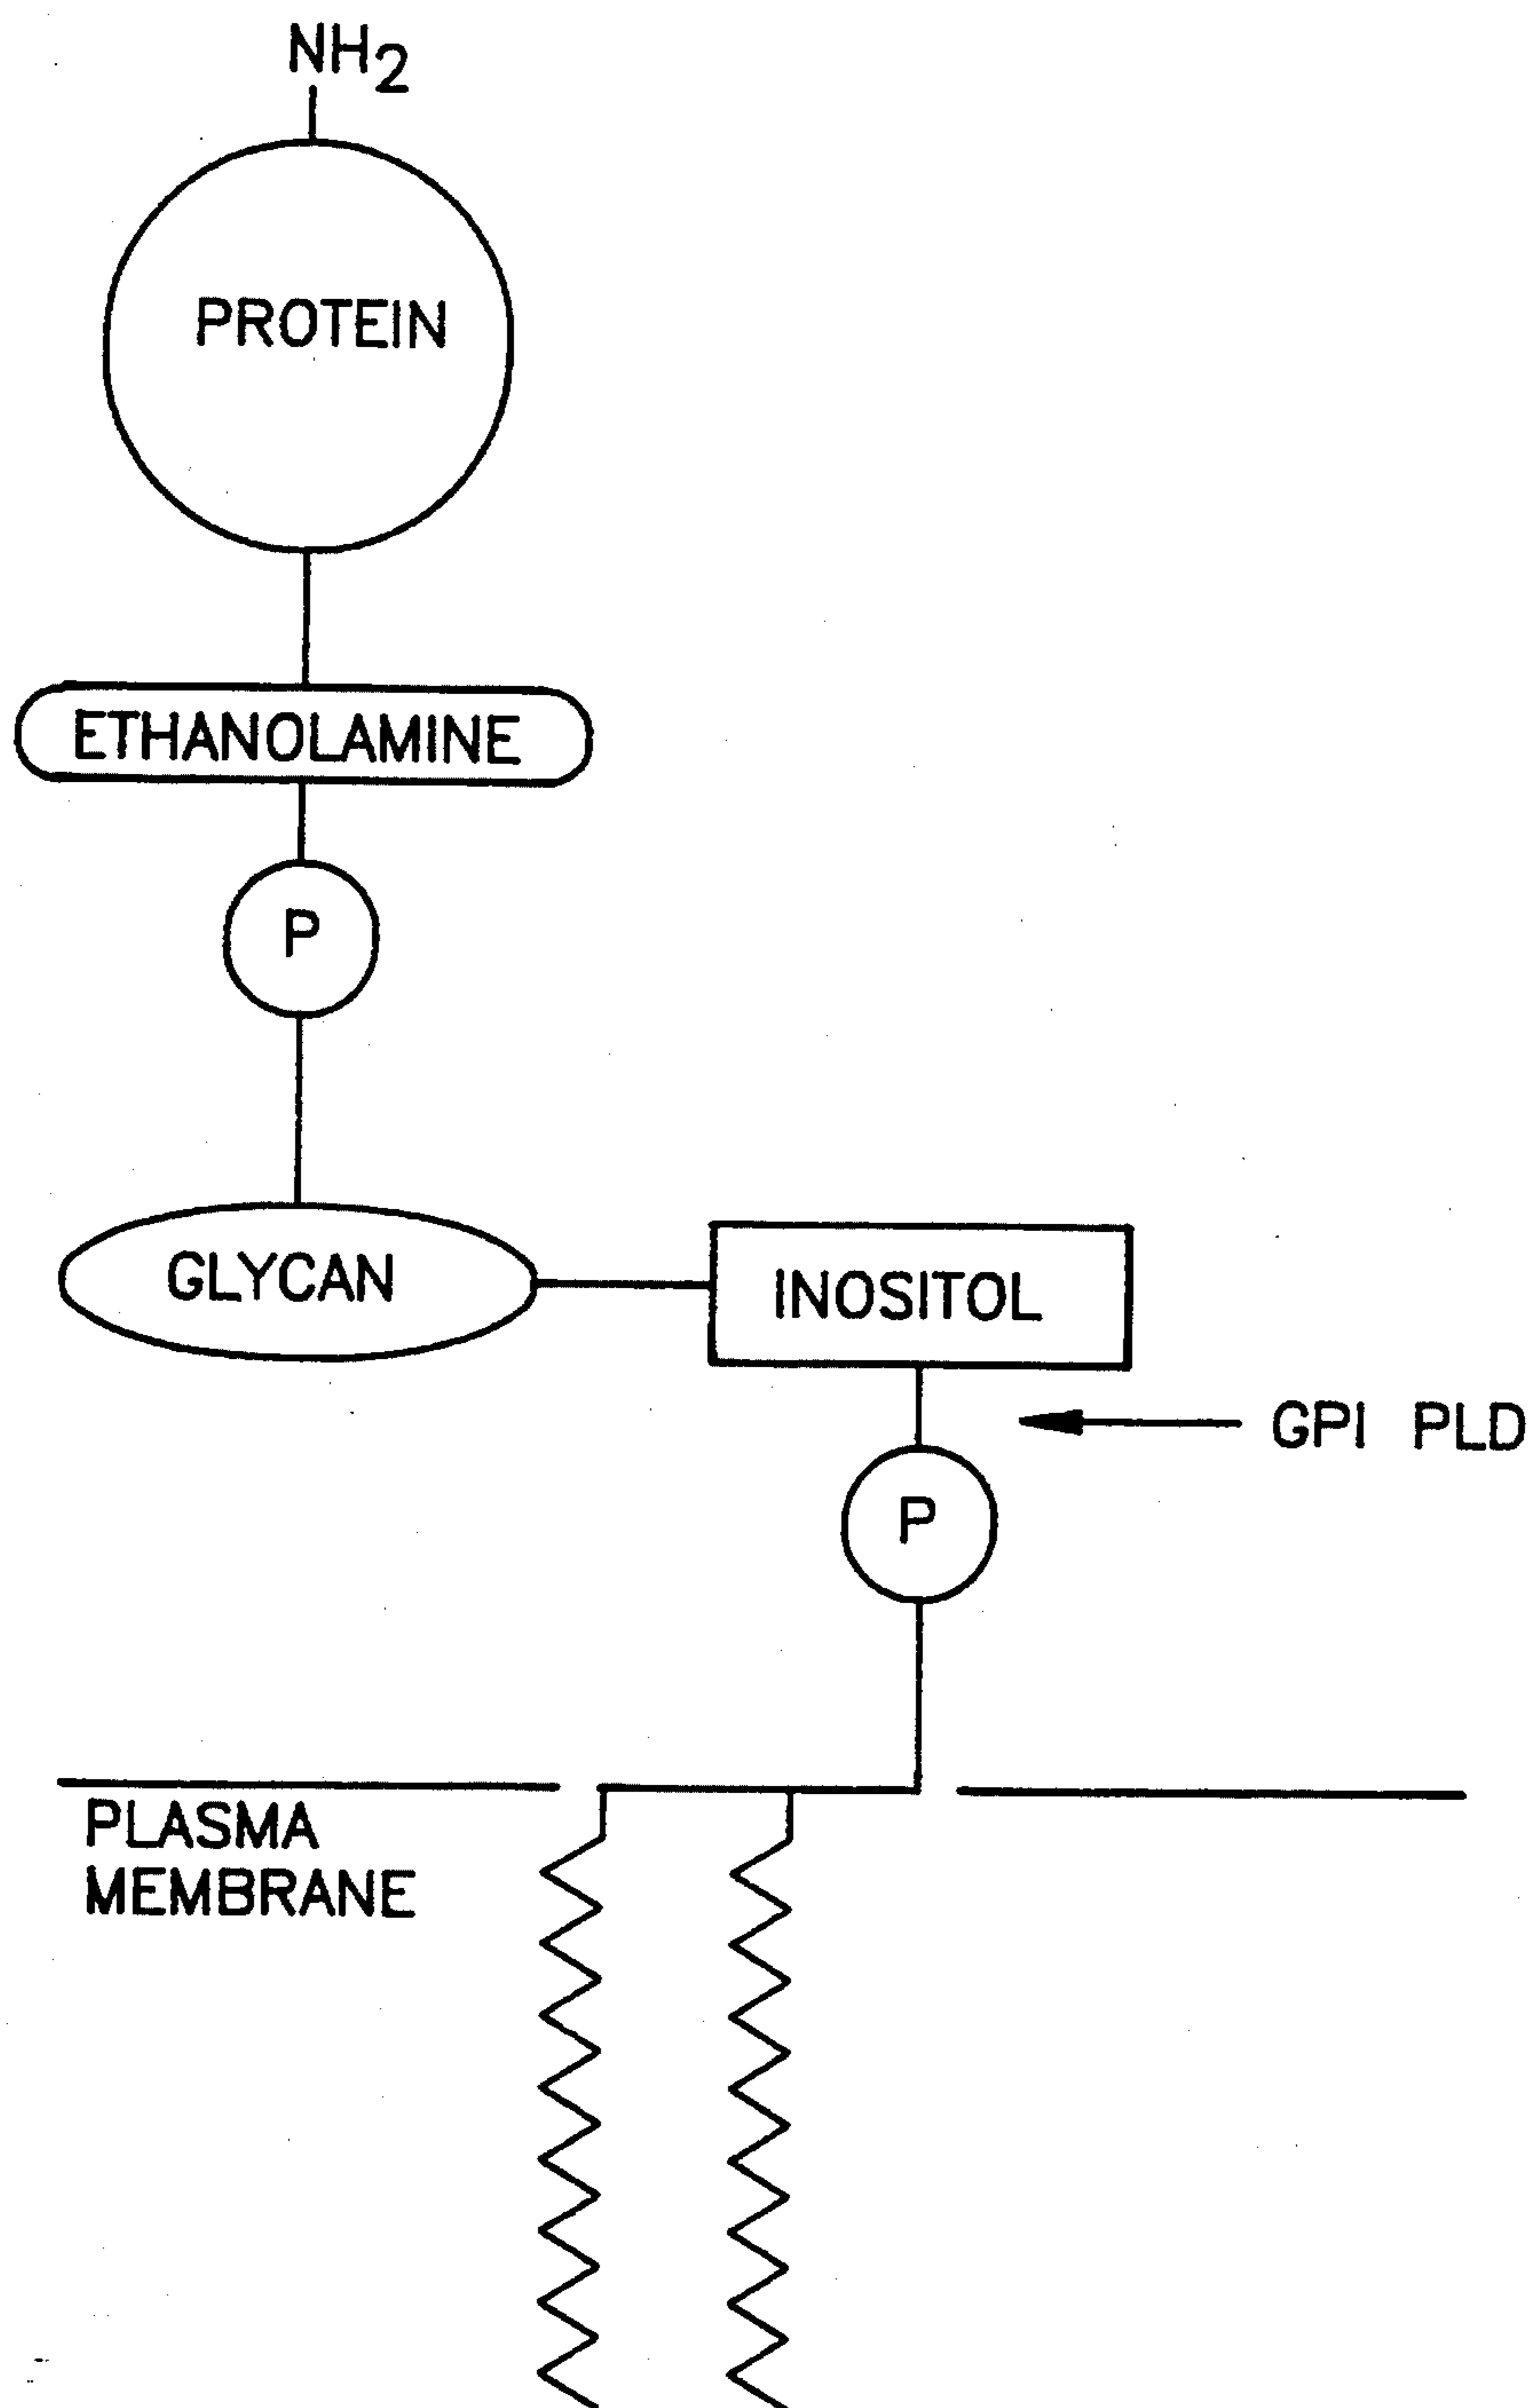 NH2
PROTEIN
ETHANOLAMINE
P
GLYCAN
INOSITOL
GPI PLD
P
PLASMA
MEMBRANE